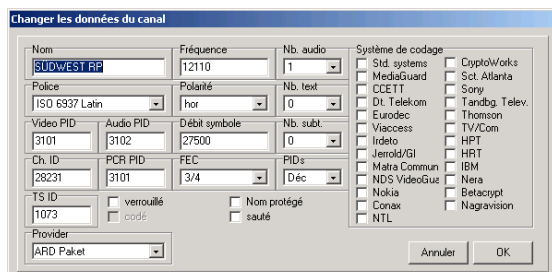 Changer les données du canal
Nom Fréquence Nb. audio Système de codage
SÜDWEST RP 12110 1
Police Polarité Nb. text
ISO 6937 Latin hor 0
Video PID Audio PID Débit symbole Nb. subt.
3101 3102 27500 0
Ch. ID PCR PID FEC PIDs
28231 3101 3/4 Déc
TS ID
1073
verrouillé Nom protégé
codé sauté
Provider
ARD Paket
Std. systems CryptoWorks
MediaGuard Sct. Atlanta
CCETT Sony
Dt. Telekom Tandbg. Telev.
Eurodec Thomson
Viaccess TV/Com
Irdeto HPT
Jerrold/GI HRT
Matra Commun IBM
NDS VideoGua Nera
Nokia Betacrypt
Conax Nagravision
NTL
Annuler OK